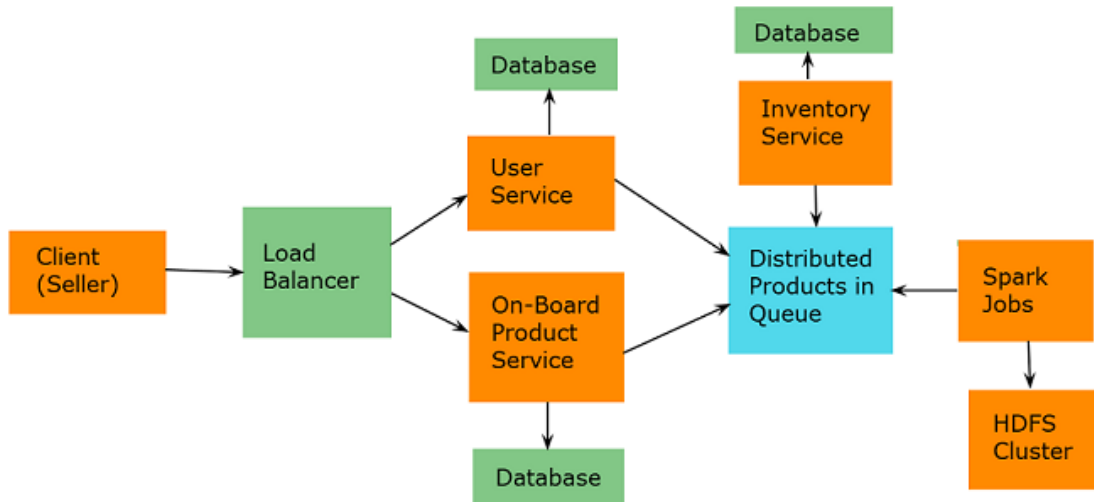 Database
Database
Inventory
Service
User
Service
Client
(Seller)
Load
Balancer
Distributed
Products in
Queue
Spark
Jobs
On-Board
Product
Service
HDFS
Cluster
Database